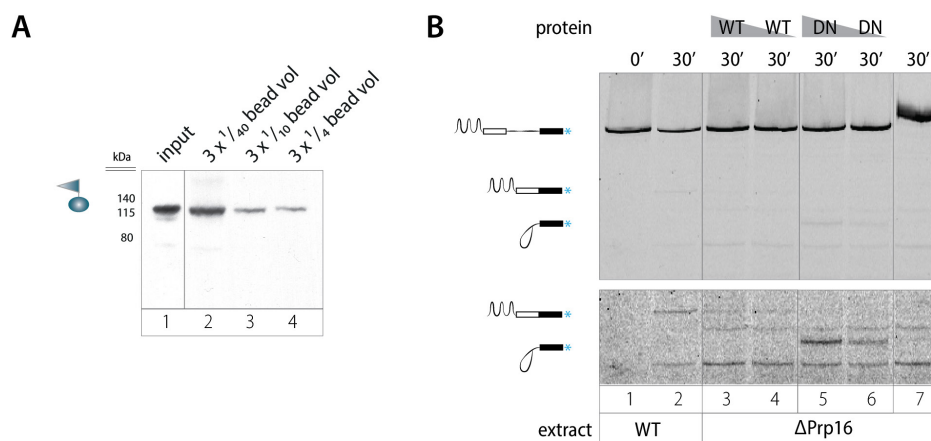 A
kDa
140
115
80
input
3 x 1/40 bead vol
3 x 1/10 bead vol
3 x 1/4 bead vol
1 2 3 4
B
protein WT WT DN DN
0′ 30′ 30′ 30′ 30′ 30′ 30′
*
*
*
*
*
1 2 3 4 5 6 7
extract WT ΔPrp16